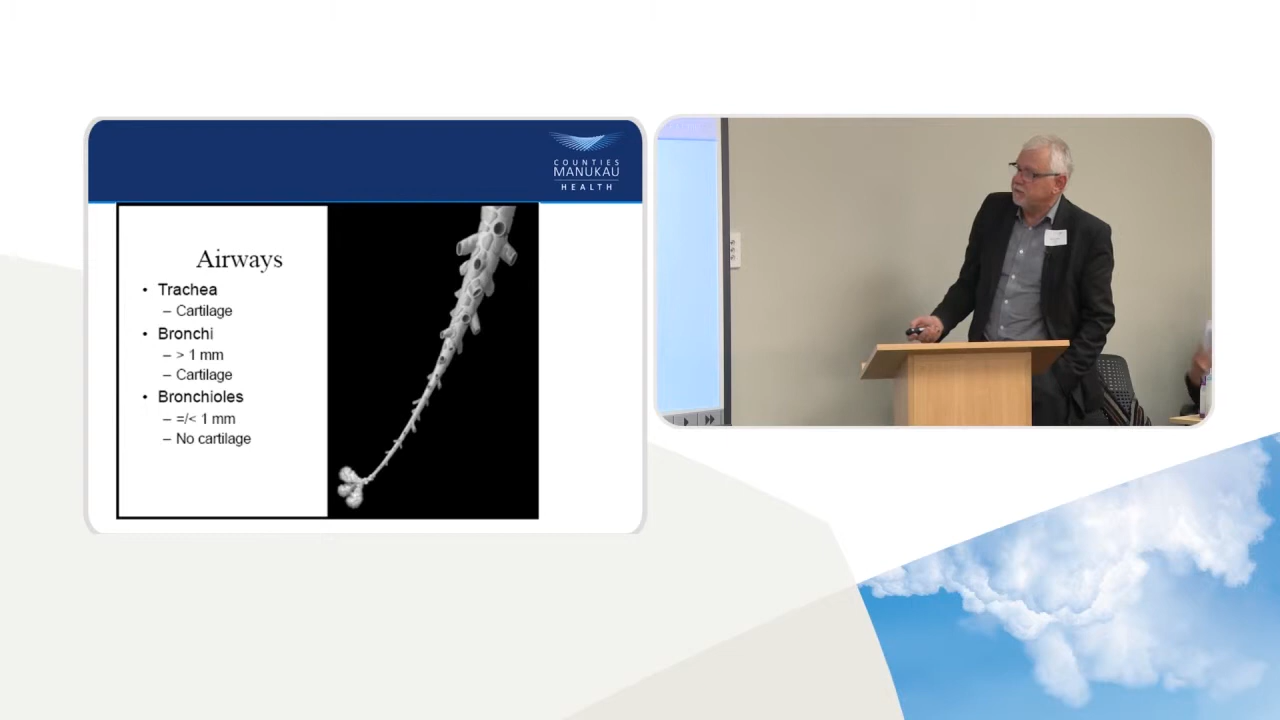 COUNTIES
MANUKAU
HEALTH
Airways
• Trachea
– Cartilage
• Bronchi
– > 1 mm
– Cartilage
• Bronchioles
– =/< 1 mm
– No cartilage